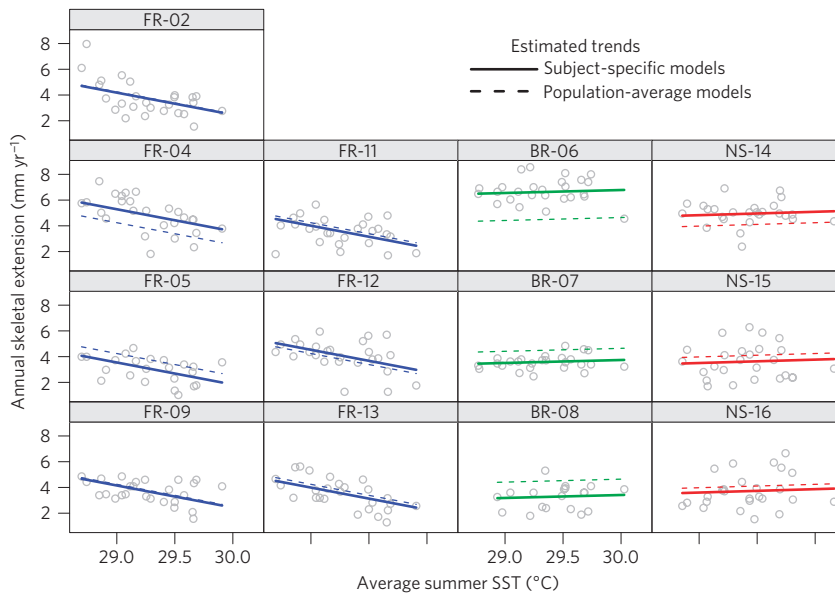 FR-02
Estimated trends
Subject-specific models
Population-average models
8
6
4
2
FR-04
FR-11
BR-06
NS-14
8
6
4
2
FR-05
FR-12
BR-07
NS-15
8
6
4
2
FR-09
FR-13
BR-08
NS-16
8
6
4
2
29.0 29.5 30.0
29.0 29.5 30.0
Annual skeletal extension (mm yr⁻¹)
Average summer SST (°C)